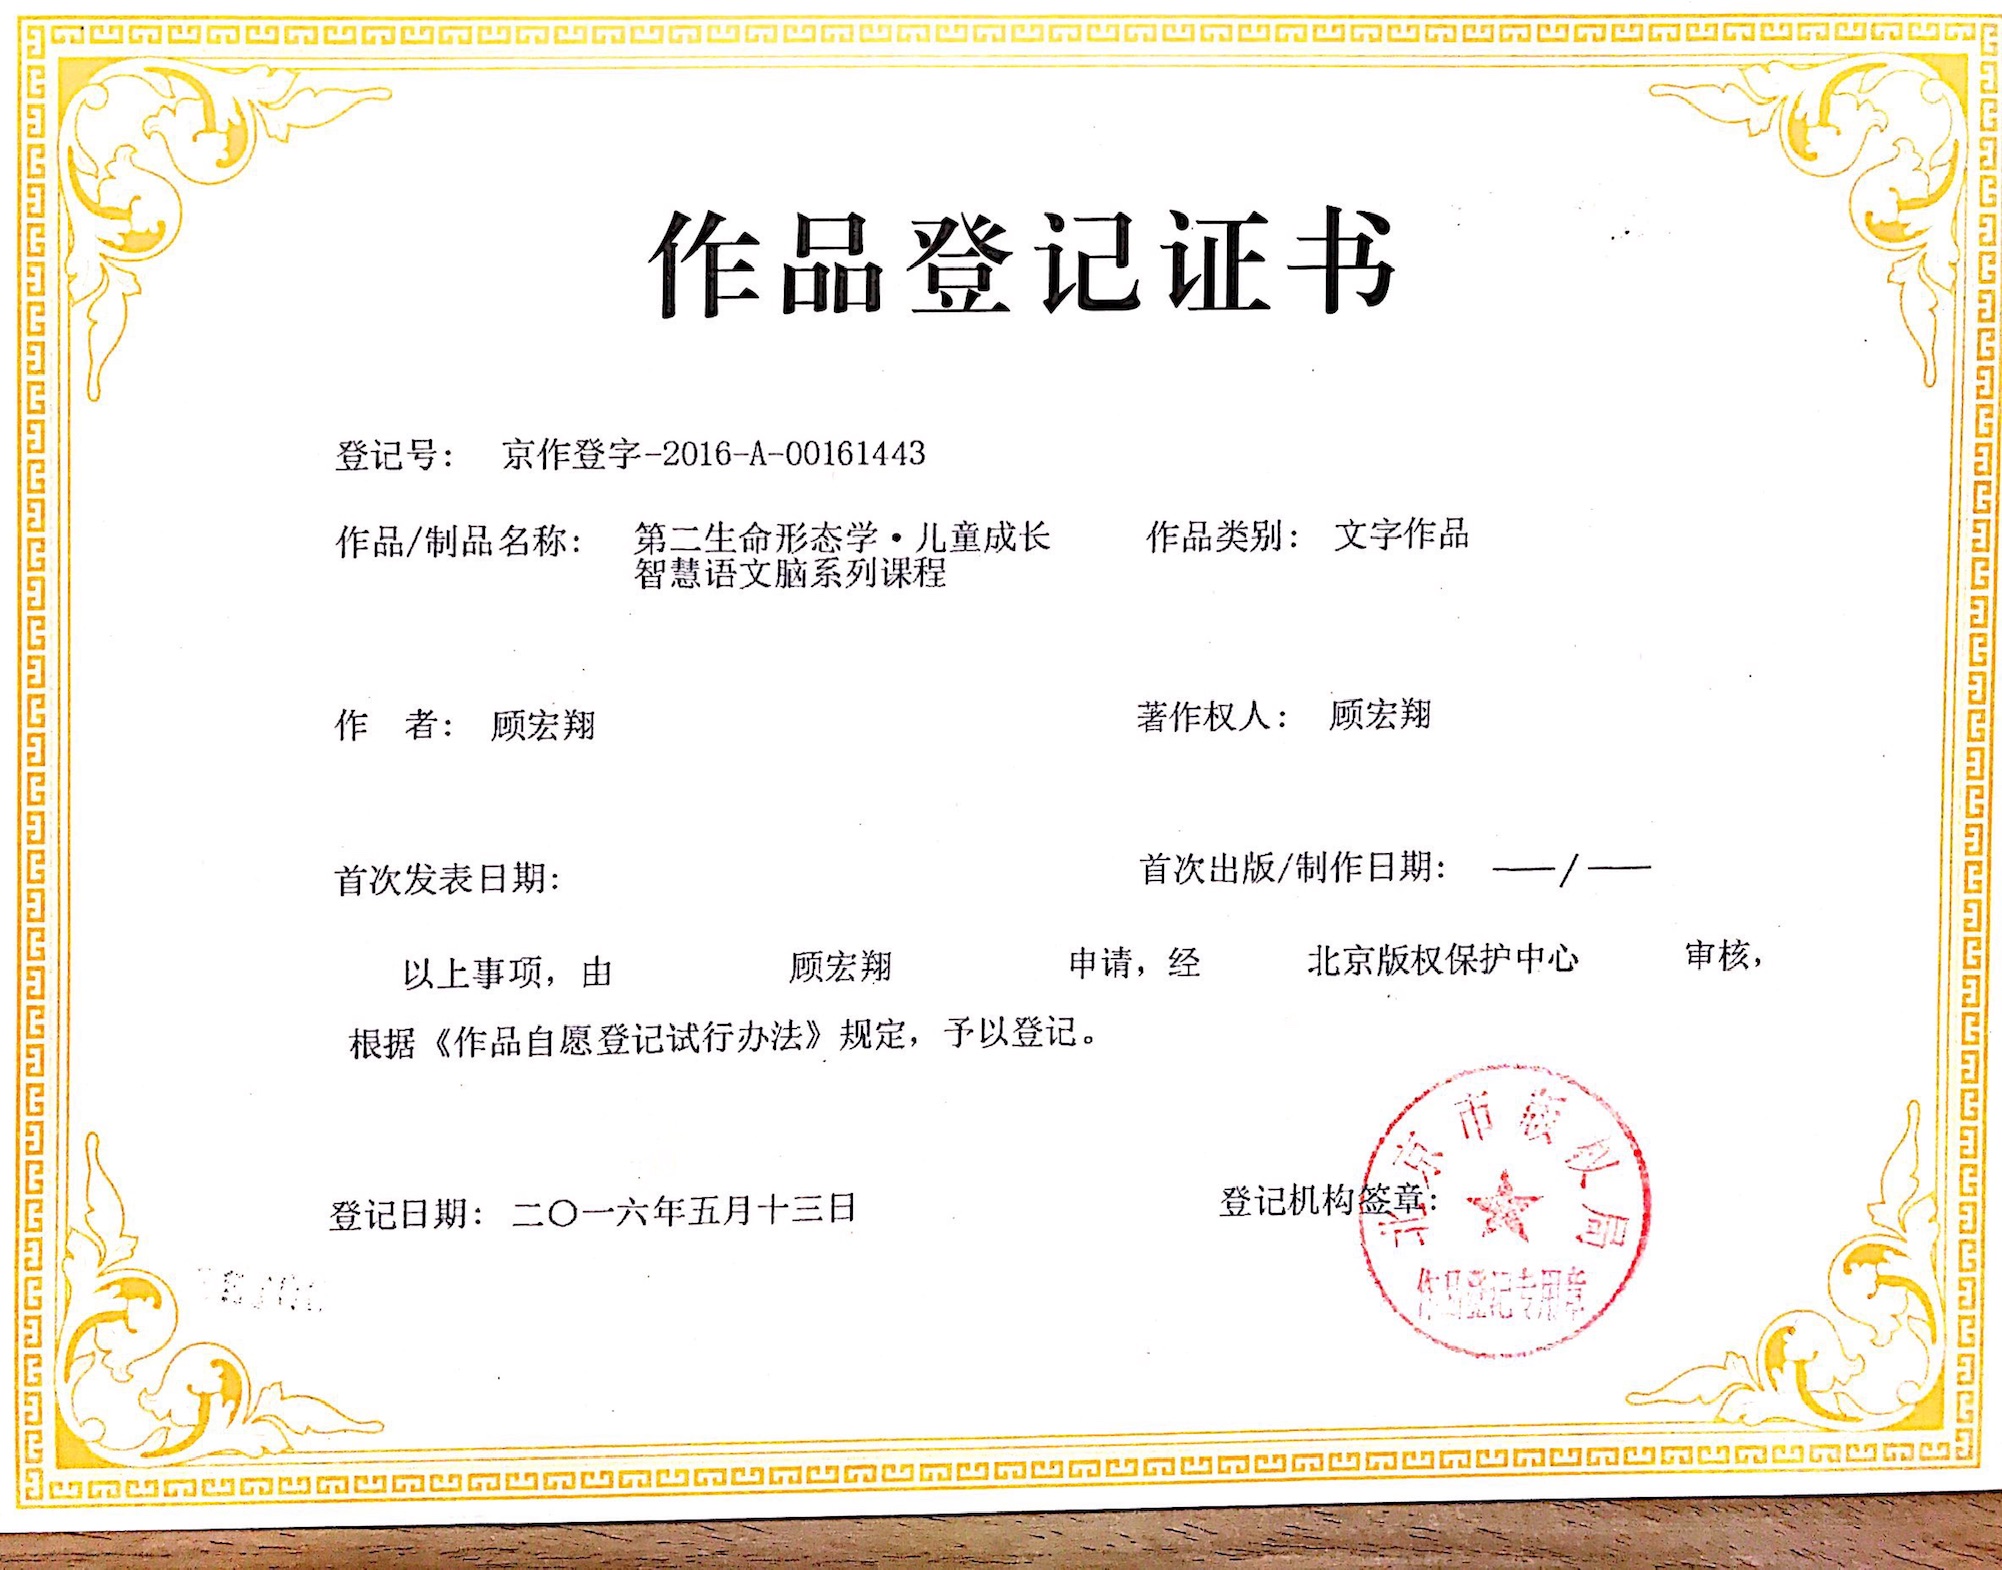 作品登记证书
登记号： 京作登字-2016-A-00161443
作品/制品名称： 第二生命形态学·儿童成长 作品类别： 文字作品
智慧语文脑系列课程
作 者： 顾宏翔 著作权人： 顾宏翔
首次发表日期： 首次出版/制作日期： ——/——
以上事项，由 顾宏翔 申请，经 北京版权保护中心 审核，
根据《作品自愿登记试行办法》规定，予以登记。
登记日期： 二〇一六年五月十三日 登记机构签章：
北京市版权局
作品登记专用章